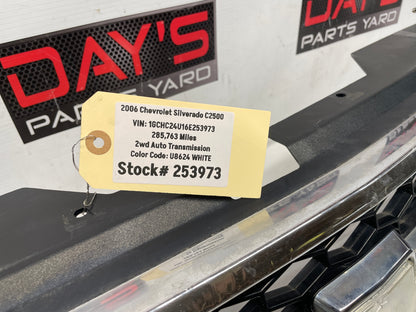 DAY'S
PARTS YARD
DAY'S
PARTS YARD
2006 Chevrolet Silverado C2500
VIN: 1GCHC24U16E253973
285,763 Miles
2wd Auto Transmission
Color Code: U8624 WHITE
Stock# 253973